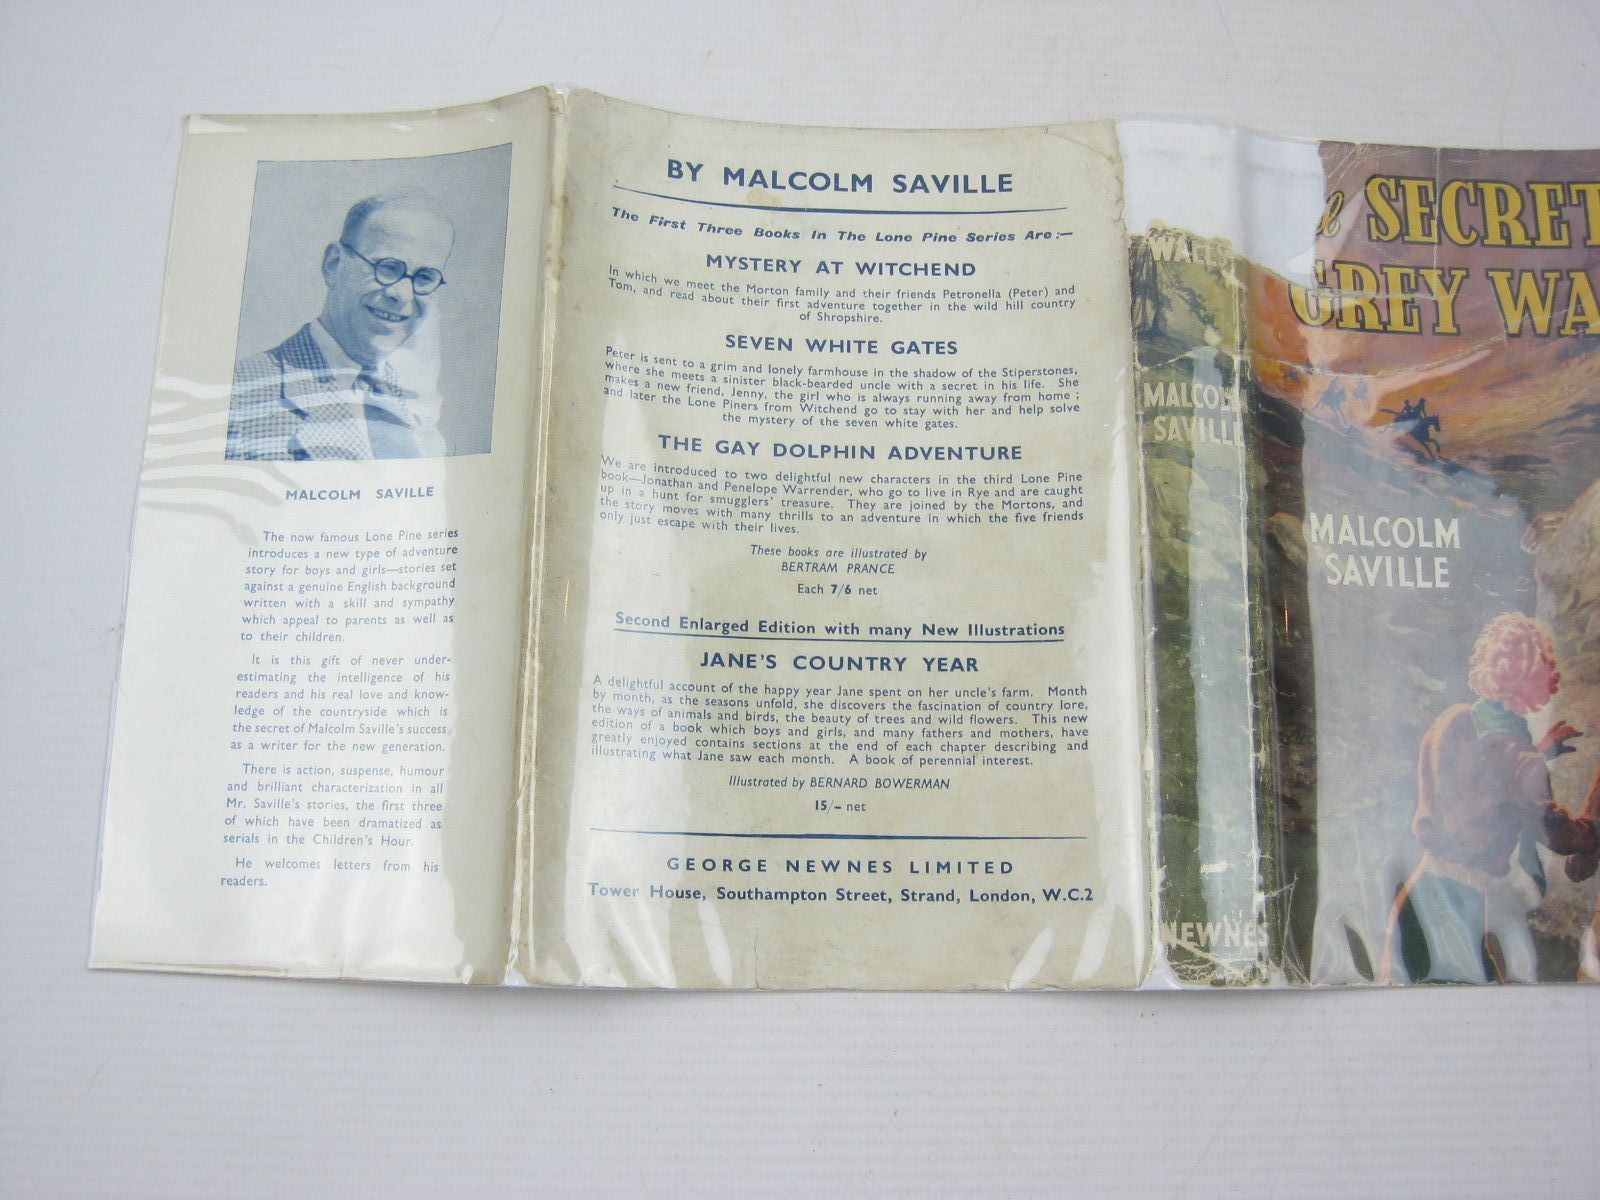 MALCOLM SAVILLE
The now famous Lone Pine series
introduces a new type of adventure
story for boys and girls—stories set
against a genuine English background
written with a skill and sympathy
which appeal to parents as well as
to their children.
It is this gift of never under-
estimating the intelligence of his
readers and his real love and know-
ledge of the countryside which is
the secret of Malcolm Saville's success
as a writer for the new generation.
There is action, suspense, humour
and brilliant characterization in all
Mr. Saville's stories, the first three
of which have been dramatized as
serials in the Children's Hour.
He welcomes letters from his
readers.
BY MALCOLM SAVILLE
The First Three Books In The Lone Pine Series Are:—
MYSTERY AT WITCHEND
In which we meet the Morton family and their friends Petronella (Peter) and
Tom, and read about their first adventure together in the wild hill country
of Shropshire.
SEVEN WHITE GATES
Peter is sent to a grim and lonely farmhouse in the shadow of the Stiperstones,
where she meets a sinister black-bearded uncle with a secret in his life. She
makes a new friend, Jenny, the girl who is always running away from home ;
and later the Lone Piners from Witchend go to stay with her and help solve
the mystery of the seven white gates.
THE GAY DOLPHIN ADVENTURE
We are introduced to two delightful new characters in the third Lone Pine
book—Jonathan and Penelope Warrender, who go to live in Rye and are caught
up in a hunt for smugglers' treasure. They are joined by the Mortons, and
the story moves with many thrills to an adventure in which the five friends
only just escape with their lives.
These books are illustrated by
BERTRAM PRANCE
Each 7/6 net
Second Enlarged Edition with many New Illustrations
JANE'S COUNTRY YEAR
A delightful account of the happy year Jane spent on her uncle's farm. Month
by month, as the seasons unfold, she discovers the fascination of country lore,
the ways of animals and birds, the beauty of trees and wild flowers. This new
edition of a book which boys and girls, and many fathers and mothers, have
greatly enjoyed contains sections at the end of each chapter describing and
illustrating what Jane saw each month. A book of perennial interest.
Illustrated by BERNARD BOWERMAN
15/– net
GEORGE NEWNES LIMITED
Tower House, Southampton Street, Strand, London, W.C.2
WALLS
MALCOLM
SAVILLE
NEWNES
SECRET
GREY WA
MALCOLM
SAVILLE